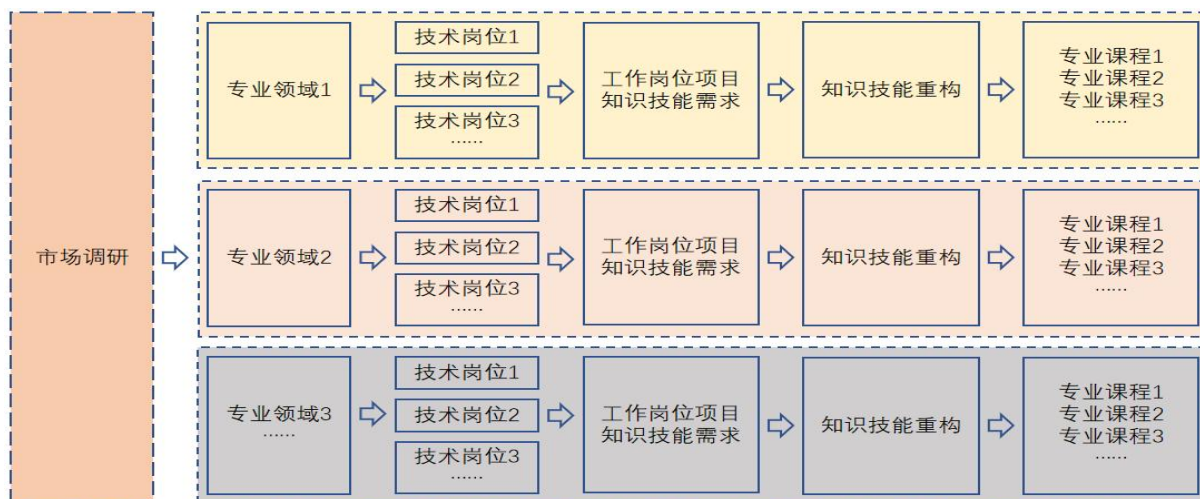 市场调研
专业领域1
技术岗位1
技术岗位2
技术岗位3
……
工作岗位项目
知识技能需求
知识技能重构
专业课程1
专业课程2
专业课程3
……
专业领域2
技术岗位1
技术岗位2
技术岗位3
……
工作岗位项目
知识技能需求
知识技能重构
专业课程1
专业课程2
专业课程3
……
专业领域3
……
技术岗位1
技术岗位2
技术岗位3
……
工作岗位项目
知识技能需求
知识技能重构
专业课程1
专业课程2
专业课程3
……